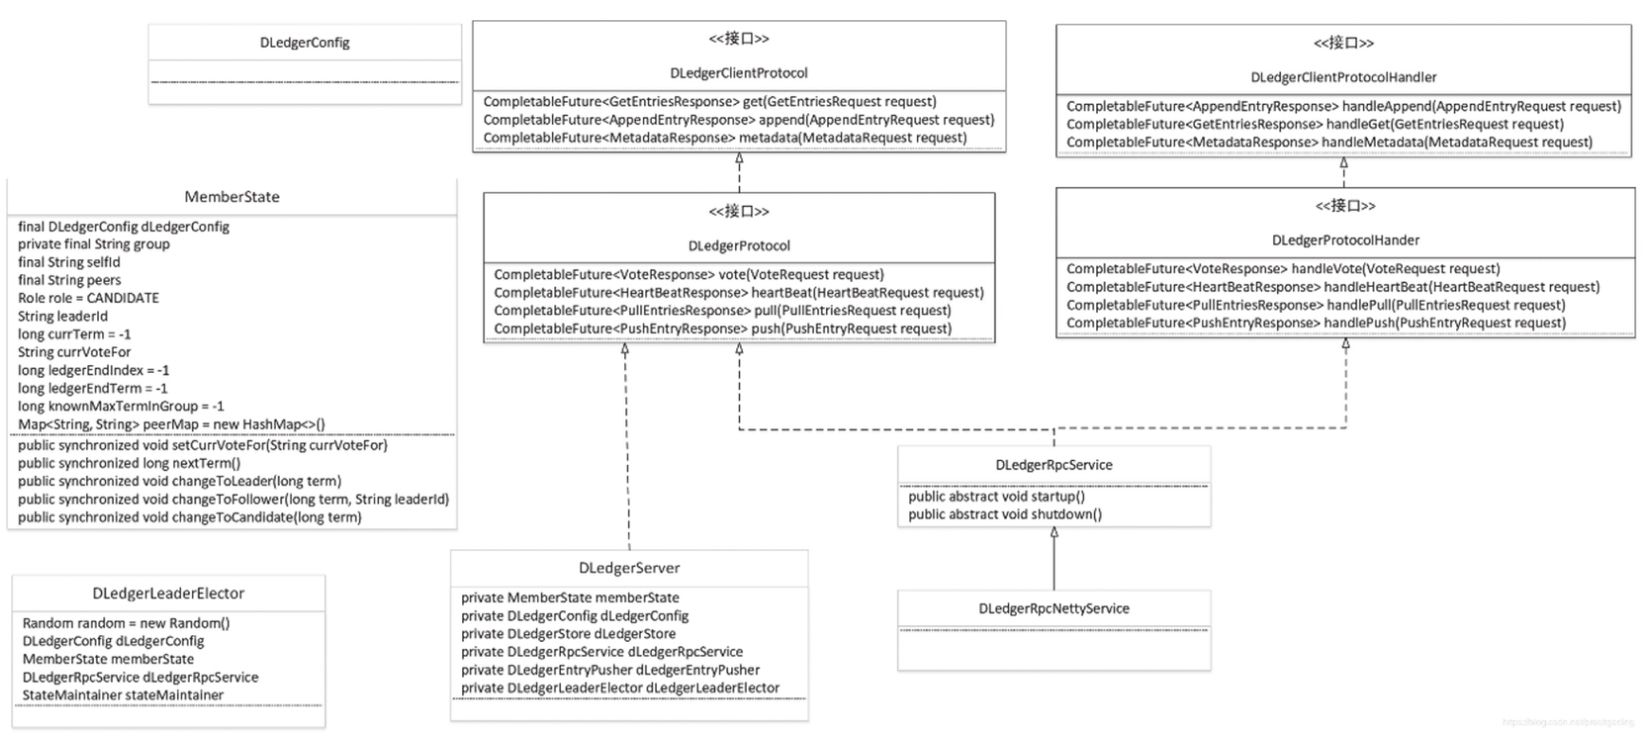 DLedgerConfig
<<接口>>
DLedgerClientProtocol
CompletableFuture<GetEntriesResponse> get(GetEntriesRequest request)
CompletableFuture<AppendEntryResponse> append(AppendEntryRequest request)
CompletableFuture<MetadataResponse> metadata(MetadataRequest request)
<<接口>>
DLedgerClientProtocolHandler
CompletableFuture<AppendEntryResponse> handleAppend(AppendEntryRequest request)
CompletableFuture<GetEntriesResponse> handleGet(GetEntriesRequest request)
CompletableFuture<MetadataResponse> handleMetadata(MetadataRequest request)
MemberState
final DLedgerConfig dLedgerConfig
private final String group
final String selfId
final String peers
Role role = CANDIDATE
String leaderId
long currTerm = -1
String currVoteFor
long ledgerEndIndex = -1
long ledgerEndTerm = -1
long knownMaxTermInGroup = -1
Map<String, String> peerMap = new HashMap<>()
public synchronized void setCurrVoteFor(String currVoteFor)
public synchronized long nextTerm()
public synchronized void changeToLeader(long term)
public synchronized void changeToFollower(long term, String leaderId)
public synchronized void changeToCandidate(long term)
<<接口>>
DLedgerProtocol
CompletableFuture<VoteResponse> vote(VoteRequest request)
CompletableFuture<HeartBeatResponse> heartBeat(HeartBeatRequest request)
CompletableFuture<PullEntriesResponse> pull(PullEntriesRequest request)
CompletableFuture<PushEntryResponse> push(PushEntryRequest request)
<<接口>>
DLedgerProtocolHander
CompletableFuture<VoteResponse> handleVote(VoteRequest request)
CompletableFuture<HeartBeatResponse> handleHeartBeat(HeartBeatRequest request)
CompletableFuture<PullEntriesResponse> handlePull(PullEntriesRequest request)
CompletableFuture<PushEntryResponse> handlePush(PushEntryRequest request)
DLedgerRpcService
public abstract void startup()
public abstract void shutdown()
DLedgerLeaderElector
Random random = new Random()
DLedgerConfig dLedgerConfig
MemberState memberState
DLedgerRpcService dLedgerRpcService
StateMaintainer stateMaintainer
DLedgerServer
private MemberState memberState
private DLedgerConfig dLedgerConfig
private DLedgerStore dLedgerStore
private DLedgerRpcService dLedgerRpcService
private DLedgerEntryPusher dLedgerEntryPusher
private DLedgerLeaderElector dLedgerLeaderElector
DLedgerRpcNettyService